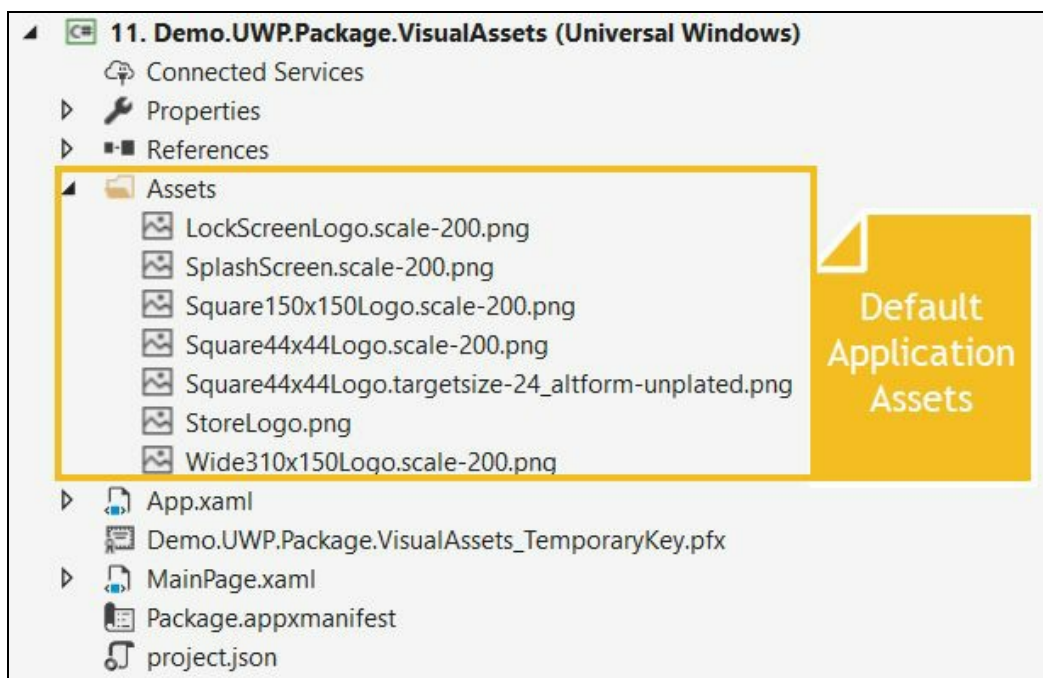 11. Demo.UWP.Package.VisualAssets (Universal Windows)
Connected Services
Properties
References
Assets
LockScreenLogo.scale-200.png
SplashScreen.scale-200.png
Square150x150Logo.scale-200.png
Square44x44Logo.scale-200.png
Square44x44Logo.targetsize-24_altform-unplated.png
StoreLogo.png
Wide310x150Logo.scale-200.png
Default
Application
Assets
App.xaml
Demo.UWP.Package.VisualAssets_TemporaryKey.pfx
MainPage.xaml
Package.appxmanifest
project.json